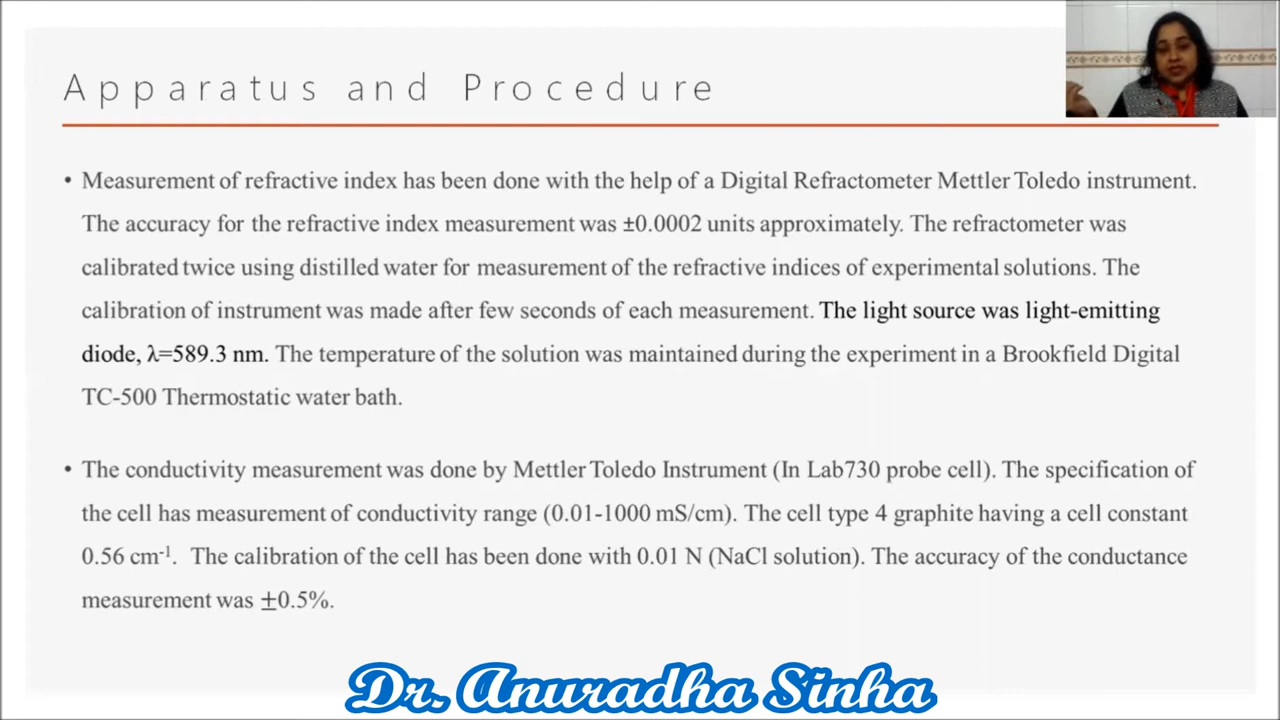 Apparatus and Procedure
• Measurement of refractive index has been done with the help of a Digital Refractometer Mettler Toledo instrument.
The accuracy for the refractive index measurement was ±0.0002 units approximately. The refractometer was
calibrated twice using distilled water for measurement of the refractive indices of experimental solutions. The
calibration of instrument was made after few seconds of each measurement. The light source was light-emitting
diode, λ=589.3 nm. The temperature of the solution was maintained during the experiment in a Brookfield Digital
TC-500 Thermostatic water bath.
• The conductivity measurement was done by Mettler Toledo Instrument (In Lab730 probe cell). The specification of
the cell has measurement of conductivity range (0.01-1000 mS/cm). The cell type 4 graphite having a cell constant
0.56 cm⁻¹. The calibration of the cell has been done with 0.01 N (NaCl solution). The accuracy of the conductance
measurement was ±0.5%.
Dr. Anuradha Sinha